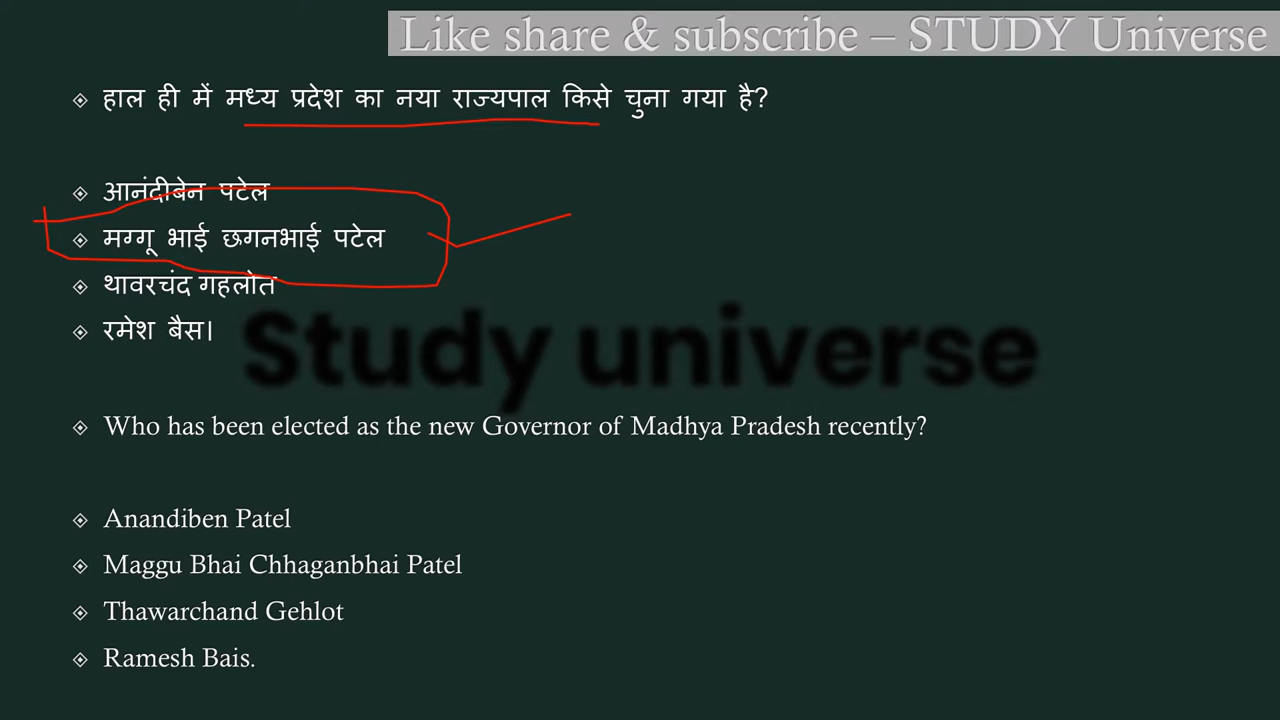 Like share & subscribe – STUDY Universe
हाल ही में मध्य प्रदेश का नया राज्यपाल किसे चुना गया है?
आनंदीबेन पटेल
मग्गू भाई छगनभाई पटेल
थावरचंद गहलोत
रमेश बैस।
Study universe
Who has been elected as the new Governor of Madhya Pradesh recently?
Anandiben Patel
Maggu Bhai Chhaganbhai Patel
Thawarchand Gehlot
Ramesh Bais.